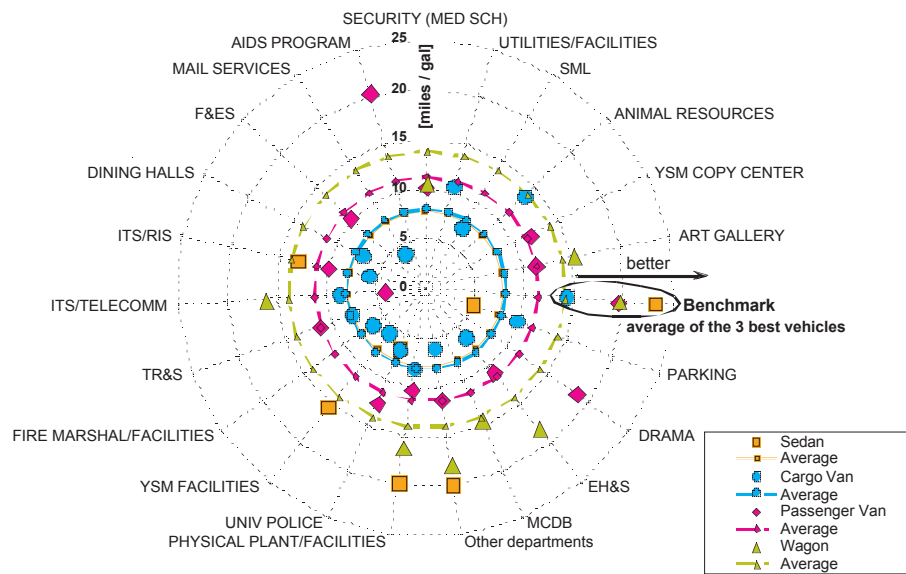 SECURITY (MED SCH)
AIDS PROGRAM
UTILITIES/FACILITIES
MAIL SERVICES
SML
F&ES
ANIMAL RESOURCES
DINING HALLS
YSM COPY CENTER
ITS/RIS
ART GALLERY
ITS/TELECOMM
better
Benchmark
average of the 3 best vehicles
TR&S
PARKING
FIRE MARSHAL/FACILITIES
DRAMA
YSM FACILITIES
EH&S
UNIV POLICE
MCDB
PHYSICAL PLANT/FACILITIES
Other departments
25
20
15
10
5
0
[miles / gal]
Sedan
Average
Cargo Van
Average
Passenger Van
Average
Wagon
Average